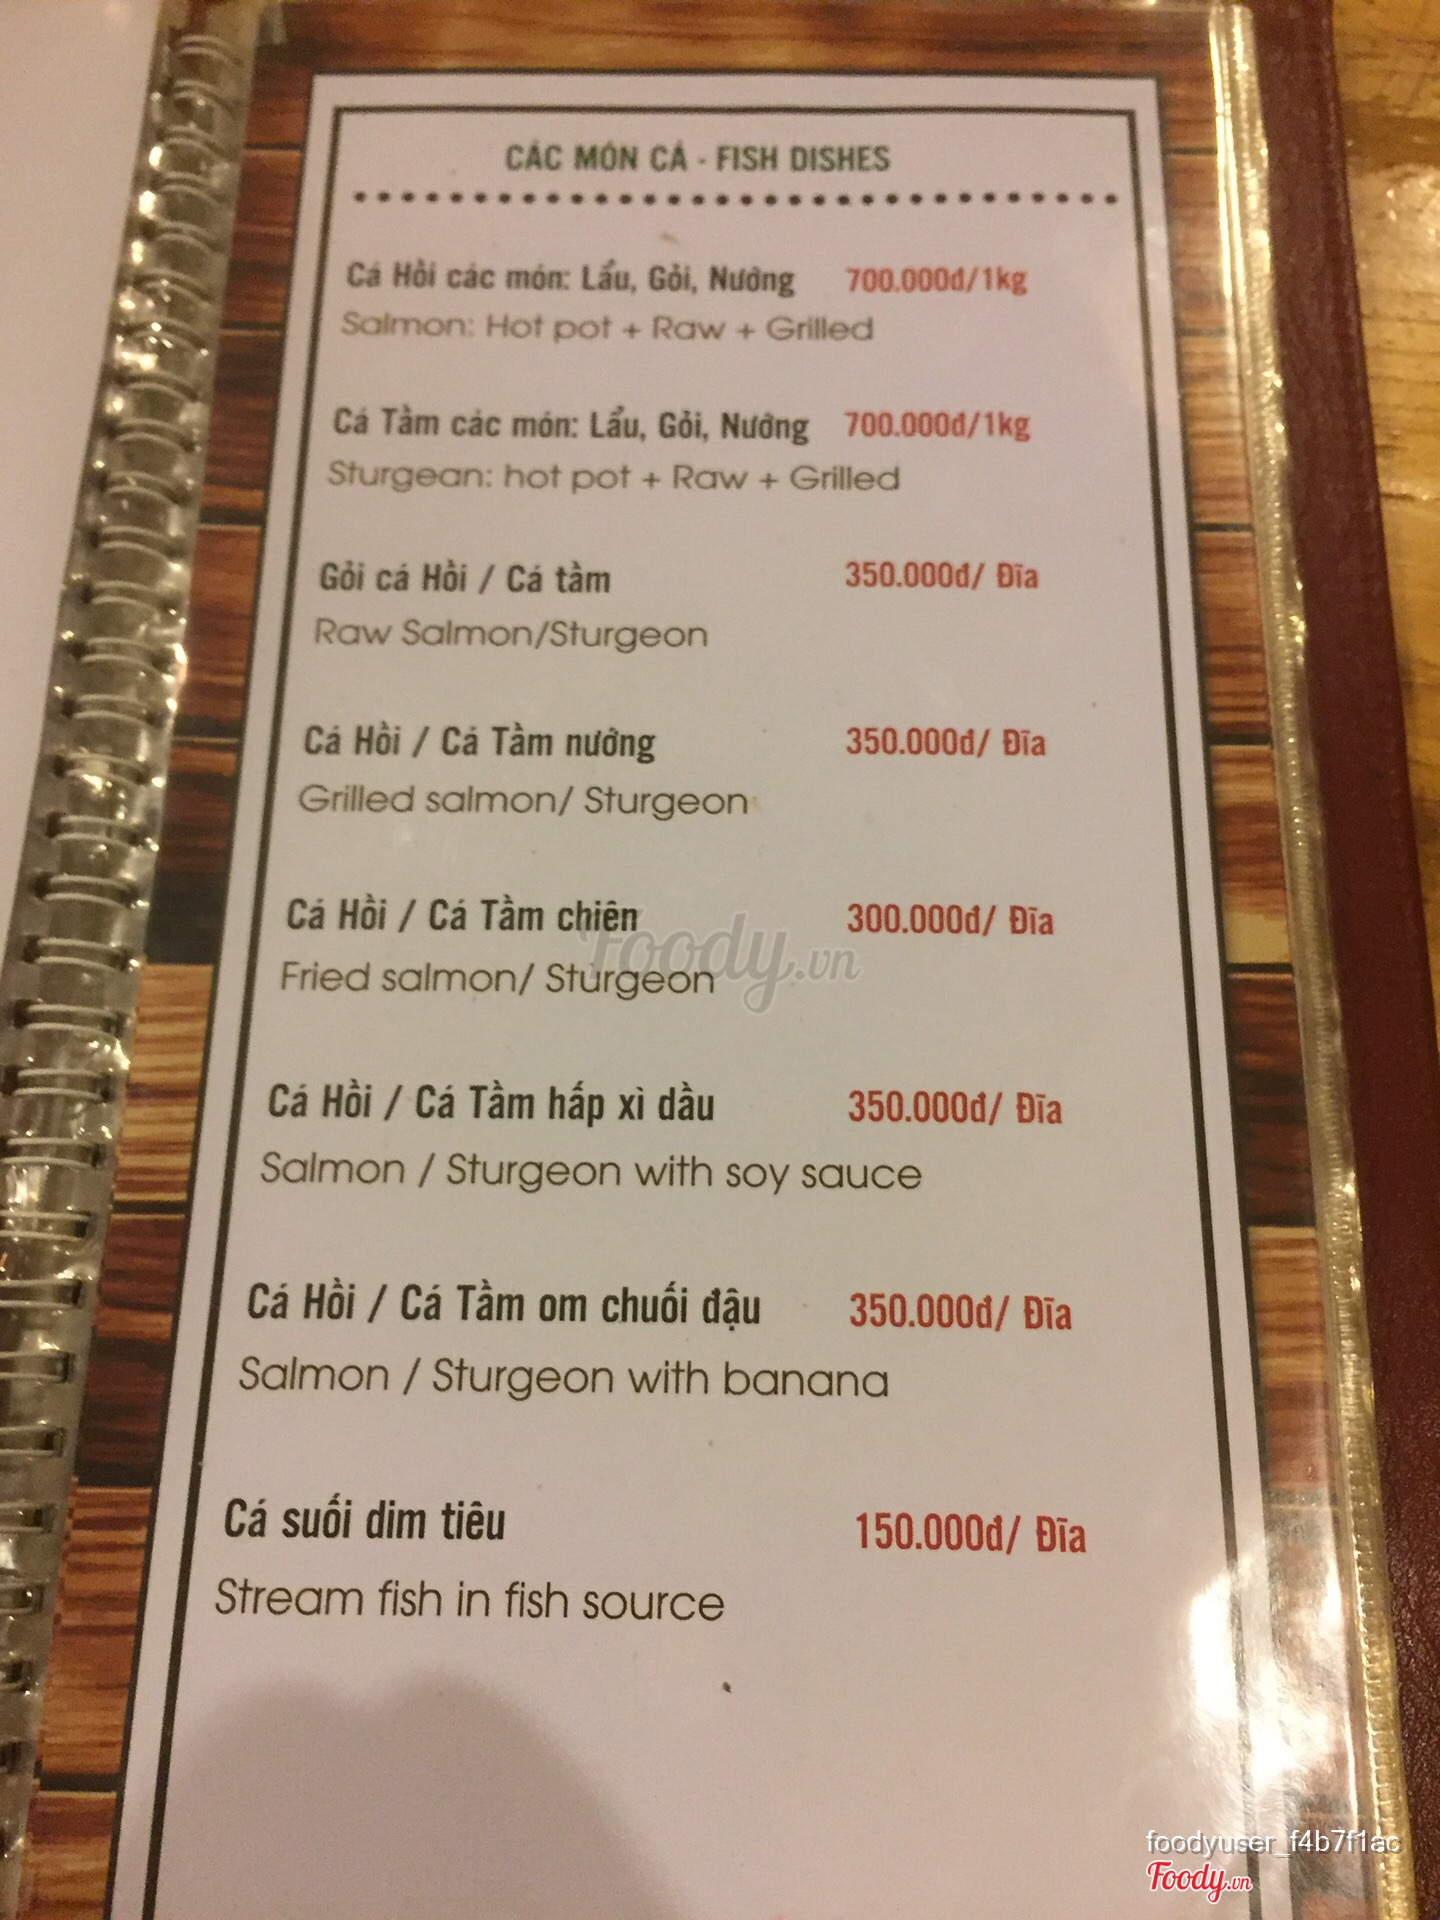 CÁC MÓN CÁ - FISH DISHES
Cá Hồi các món: Lẩu, Gỏi, Nướng 700.000đ/1kg
Salmon: Hot pot + Raw + Grilled
Cá Tầm các món: Lẩu, Gỏi, Nướng 700.000đ/1kg
Sturgean: hot pot + Raw + Grilled
Gỏi cá Hồi / Cá tầm 350.000đ/ Đĩa
Raw Salmon/Sturgeon
Cá Hồi / Cá Tầm nướng 350.000đ/ Đĩa
Grilled salmon/ Sturgeon
Cá Hồi / Cá Tầm chiên 300.000đ/ Đĩa
Foody.vn
Fried salmon/ Sturgeon
Cá Hồi / Cá Tầm hấp xì dầu 350.000đ/ Đĩa
Salmon / Sturgeon with soy sauce
Cá Hồi / Cá Tầm om chuối đậu 350.000đ/ Đĩa
Salmon / Sturgeon with banana
Cá suối dim tiêu 150.000đ/ Đĩa
Stream fish in fish source
foodyuser_f4b7f1ac
Foody.vn